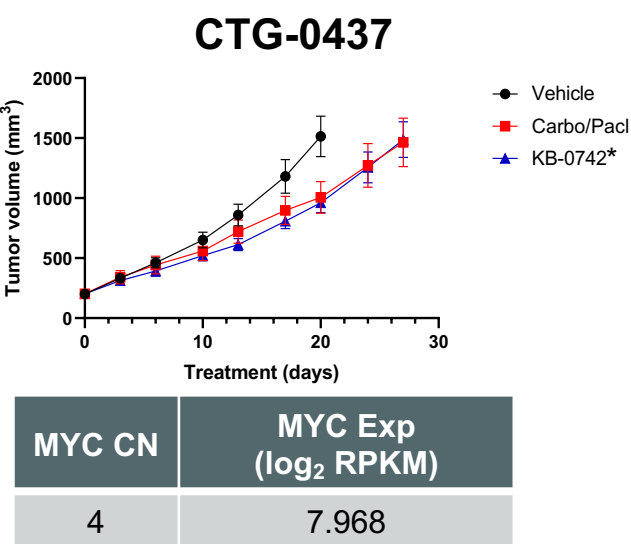 CTG-0437
Tumor volume (mm³)
2000
1500
1000
500
0
0 10 20 30
Treatment (days)
Vehicle
Carbo/Pacl
KB-0742*
MYC CN
MYC Exp
(log₂ RPKM)
4
7.968